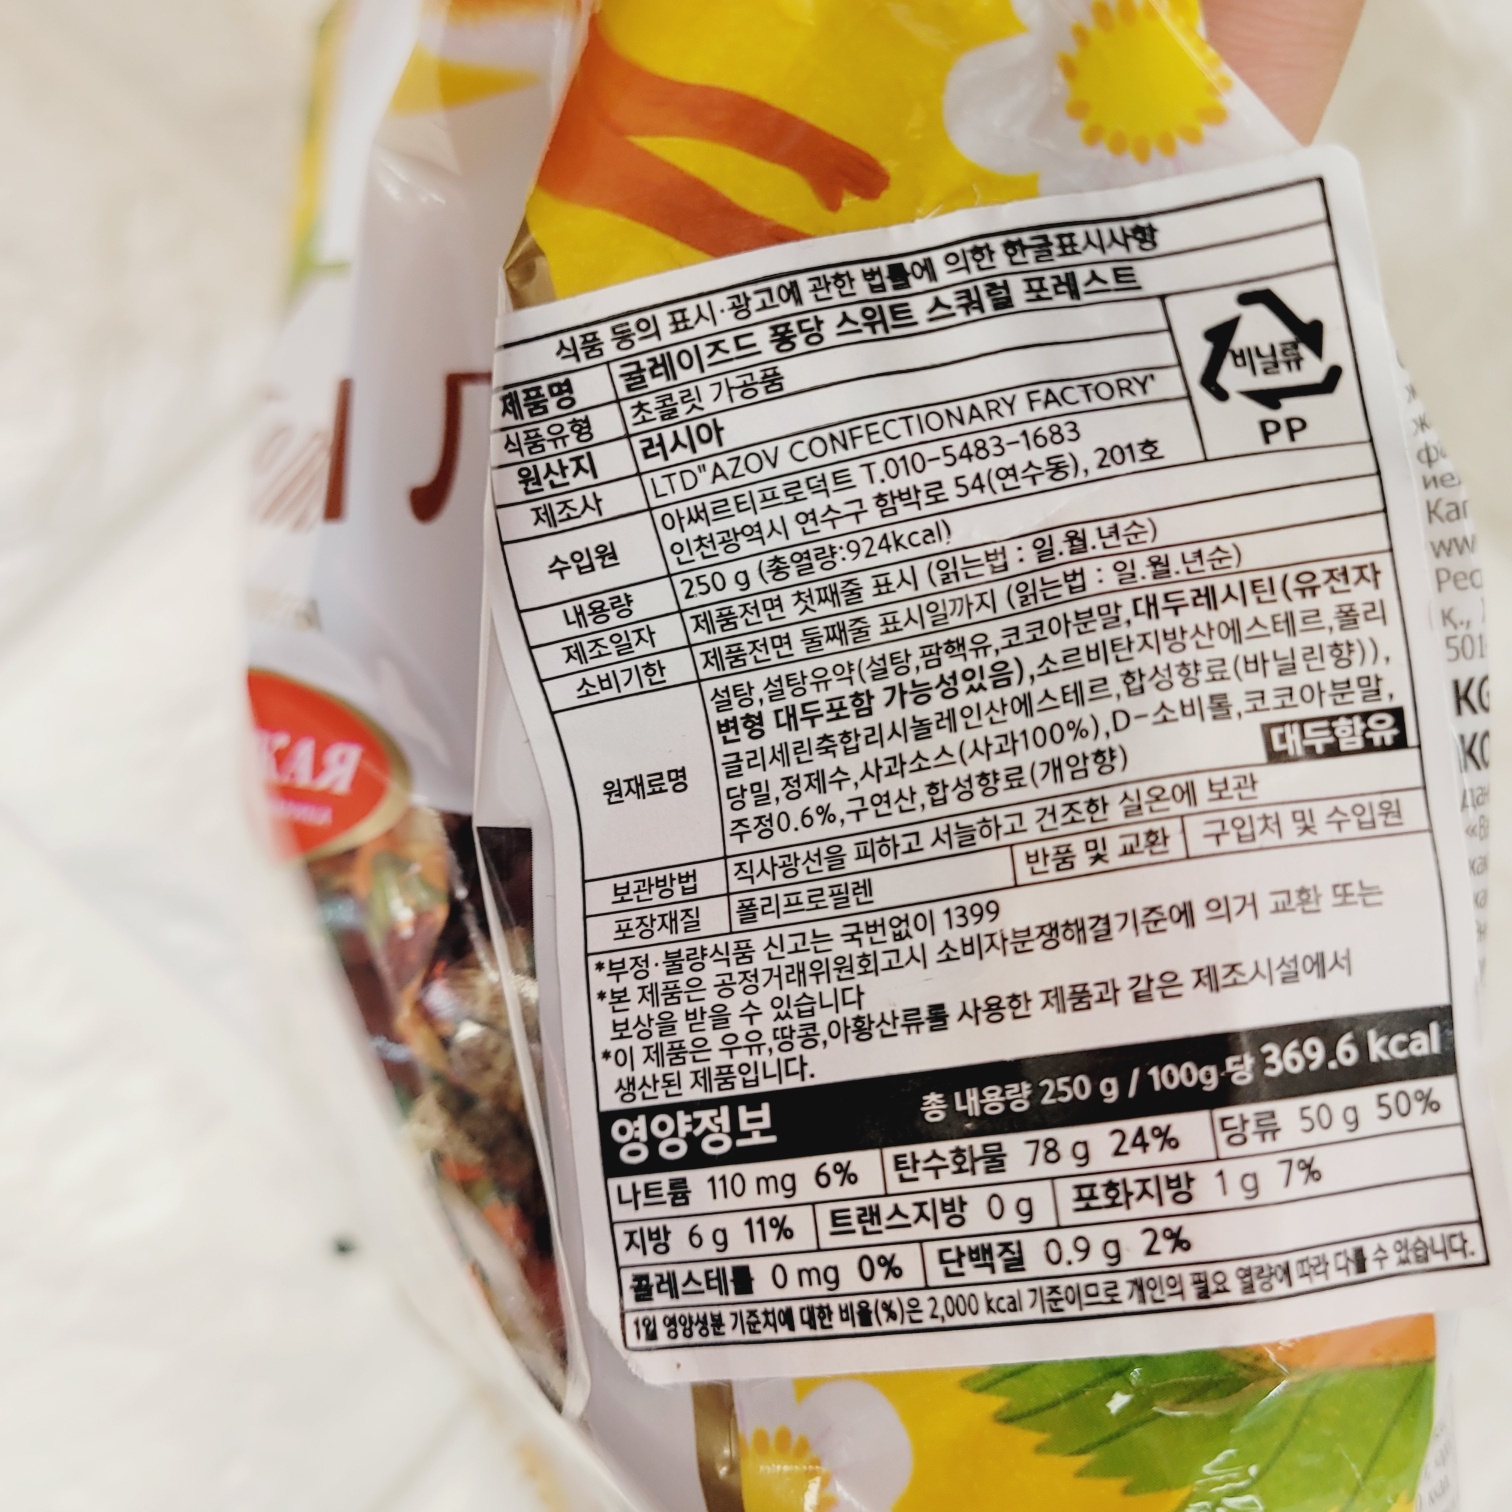 식품 등의 표시·광고에 관한 법률에 의한 한글표시사항
제품명 글레이즈드 퐁당 스위트 스쿼럴 포레스트
식품유형 초콜릿 가공품
원산지 러시아
제조사 LTD"AZOV CONFECTIONARY FACTORY'
수입원 아써르티프로덕트 T.010-5483-1683
인천광역시 연수구 함박로 54(연수동), 201호
내용량 250 g (총열량:924kcal)
제조일자 제품전면 첫째줄 표시 (읽는법 : 일.월.년순)
소비기한 제품전면 둘째줄 표시일까지 (읽는법 : 일.월.년순)
원재료명 설탕,설탕유약(설탕,팜핵유,코코아분말,대두레시틴(유전자
변형 대두포함 가능성있음),소르비탄지방산에스테르,폴리
글리세린축합리시놀레인산에스테르,합성향료(바닐린향)),
당밀,정제수,사과소스(사과100%),D-소비톨,코코아분말,
주정0.6%,구연산,합성향료(개암향) 대두함유
보관방법 직사광선을 피하고 서늘하고 건조한 실온에 보관
포장재질 폴리프로필렌 반품 및 교환 구입처 및 수입원
*부정·불량식품 신고는 국번없이 1399
*본 제품은 공정거래위원회고시 소비자분쟁해결기준에 의거 교환 또는
보상을 받을 수 있습니다
*이 제품은 우유,땅콩,아황산류를 사용한 제품과 같은 제조시설에서
생산된 제품입니다.
영양정보 총 내용량 250 g / 100g당 369.6 kcal
나트륨 110 mg 6% 탄수화물 78 g 24% 당류 50 g 50%
지방 6 g 11% 트랜스지방 0 g 포화지방 1 g 7%
콜레스테롤 0 mg 0% 단백질 0.9 g 2%
1일 영양성분 기준치에 대한 비율(%)은 2,000 kcal 기준이므로 개인의 필요 열량에 따라 다를 수 있습니다.
비닐류
PP